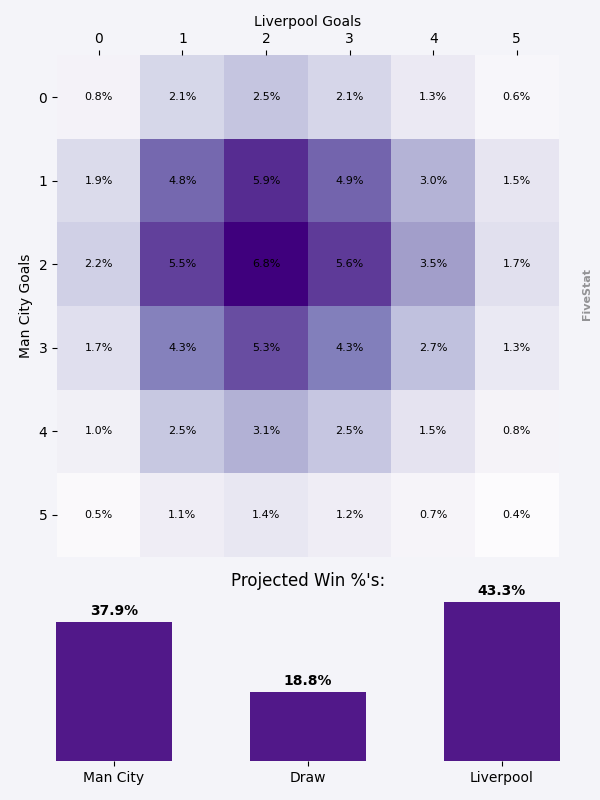 Liverpool Goals
0 1 2 3 4 5
0 0.8% 2.1% 2.5% 2.1% 1.3% 0.6%
1 1.9% 4.8% 5.9% 4.9% 3.0% 1.5%
2 2.2% 5.5% 6.8% 5.6% 3.5% 1.7%
3 1.7% 4.3% 5.3% 4.3% 2.7% 1.3%
4 1.0% 2.5% 3.1% 2.5% 1.5% 0.8%
5 0.5% 1.1% 1.4% 1.2% 0.7% 0.4%
Man City Goals
FiveStat
Projected Win %'s:
37.9% 18.8% 43.3%
Man City Draw Liverpool